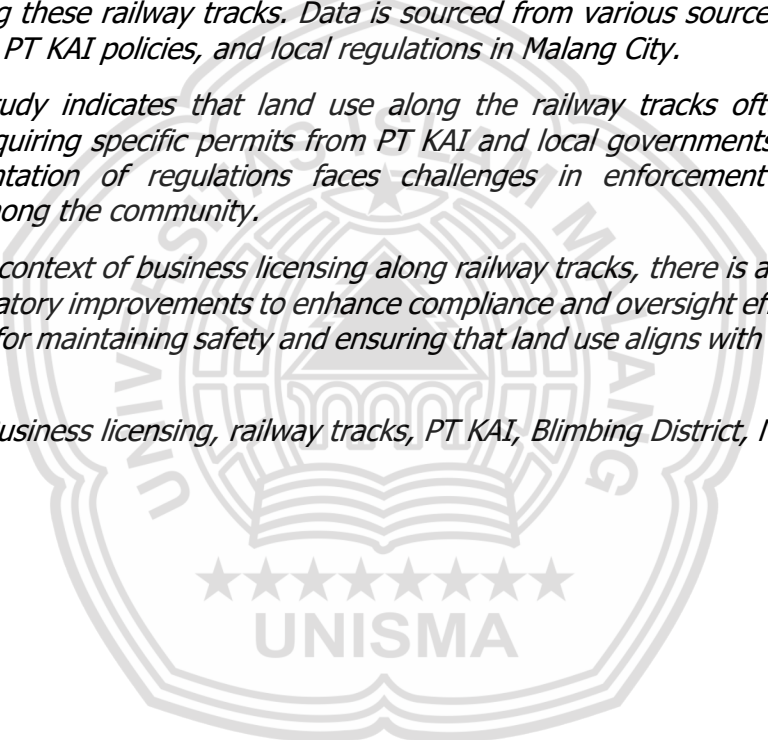 g these railway tracks. Data is sourced from various source
PT KAI policies, and local regulations in Malang City.
udy indicates that land use along the railway tracks oft
quiring specific permits from PT KAI and local governments
ntation of regulations faces challenges in enforcement
mong the community.
context of business licensing along railway tracks, there is a
atory improvements to enhance compliance and oversight ef
for maintaining safety and ensuring that land use aligns with
usiness licensing, railway tracks, PT KAI, Blimbing District,
UNIVERSITAS ISLAM MALANG
UNISMA